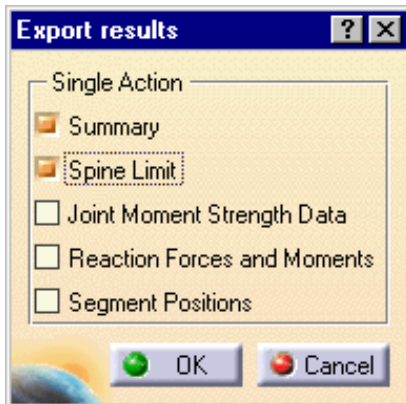 Export results
Single Action
Summary
Spine Limit
Joint Moment Strength Data
Reaction Forces and Moments
Segment Positions
OK Cancel